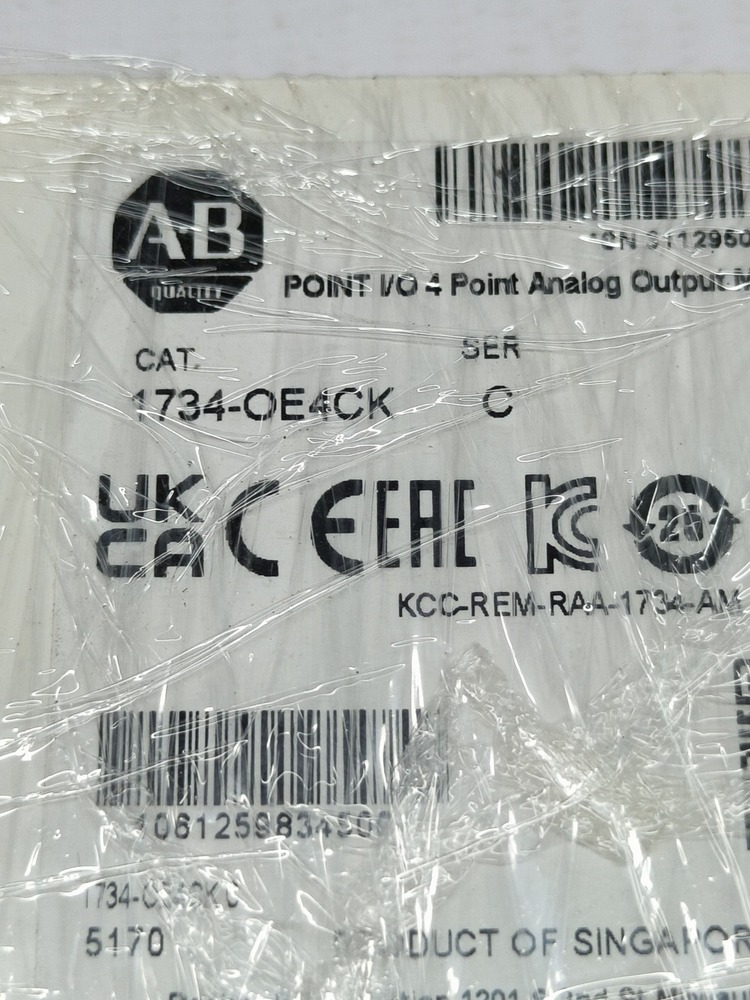 AB
QUALITY
POINT I/O 4 Point Analog Output
CAT. SER
1734-OE4CK C
UK
CA CE EAC KC 20
KCC-REM-RAA-1734-AM
5170 PRODUCT OF SINGAPOR